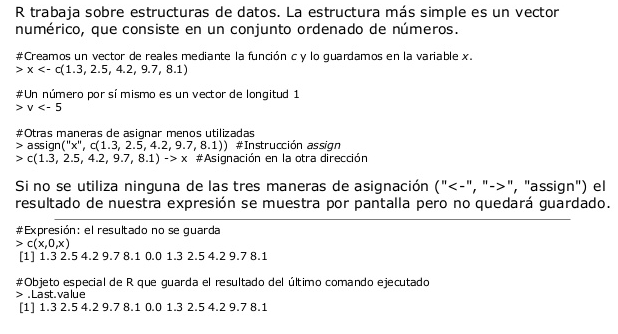 R trabaja sobre estructuras de datos. La estructura más simple es un vector
numérico, que consiste en un conjunto ordenado de números.
#Creamos un vector de reales mediante la función c y lo guardamos en la variable x.
> x <- c(1.3, 2.5, 4.2, 9.7, 8.1)
#Un número por sí mismo es un vector de longitud 1
> v <- 5
#Otras maneras de asignar menos utilizadas
> assign("x", c(1.3, 2.5, 4.2, 9.7, 8.1))  #Instrucción assign
> c(1.3, 2.5, 4.2, 9.7, 8.1) -> x  #Asignación en la otra dirección
Si no se utiliza ninguna de las tres maneras de asignación ("<-", "->", "assign") el
resultado de nuestra expresión se muestra por pantalla pero no quedará guardado.
#Expresión: el resultado no se guarda
> c(x,0,x)
[1] 1.3 2.5 4.2 9.7 8.1 0.0 1.3 2.5 4.2 9.7 8.1
#Objeto especial de R que guarda el resultado del último comando ejecutado
> .Last.value
[1] 1.3 2.5 4.2 9.7 8.1 0.0 1.3 2.5 4.2 9.7 8.1